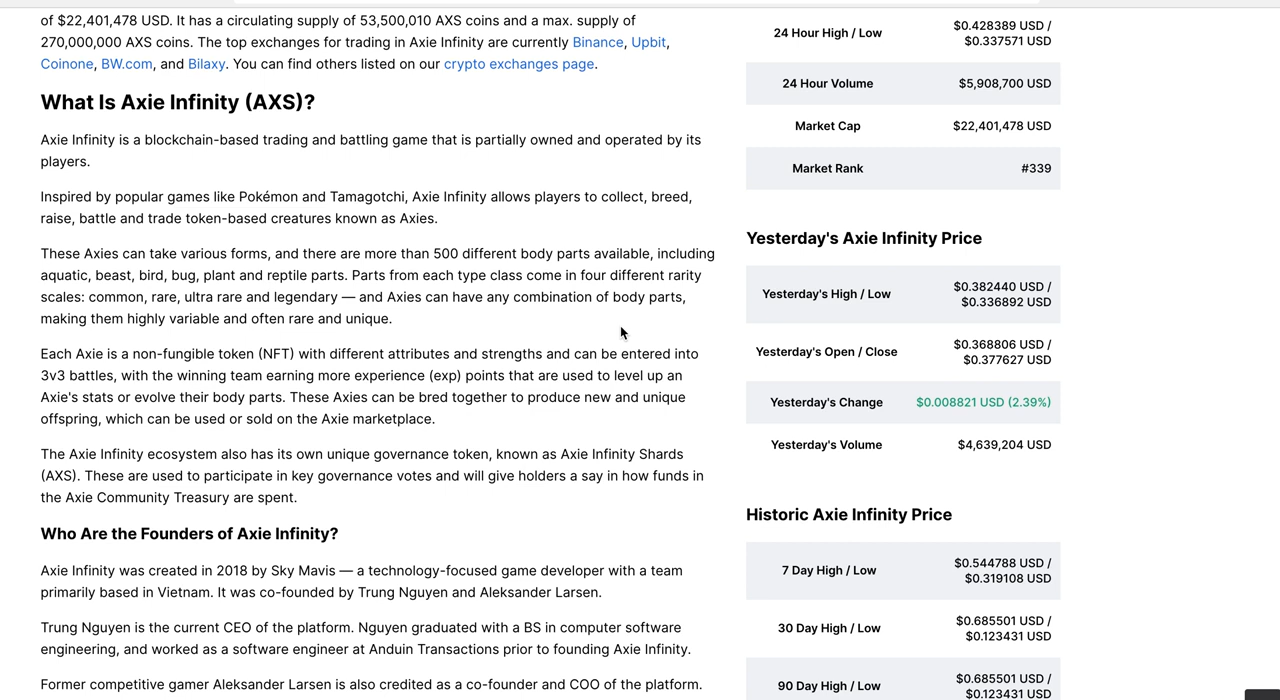 of $22,401,478 USD. It has a circulating supply of 53,500,010 AXS coins and a max. supply of
270,000,000 AXS coins. The top exchanges for trading in Axie Infinity are currently Binance, Upbit,
Coinone, BW.com, and Bilaxy. You can find others listed on our crypto exchanges page.
What Is Axie Infinity (AXS)?
Axie Infinity is a blockchain-based trading and battling game that is partially owned and operated by its
players.
Inspired by popular games like Pokémon and Tamagotchi, Axie Infinity allows players to collect, breed,
raise, battle and trade token-based creatures known as Axies.
These Axies can take various forms, and there are more than 500 different body parts available, including
aquatic, beast, bird, bug, plant and reptile parts. Parts from each type class come in four different rarity
scales: common, rare, ultra rare and legendary — and Axies can have any combination of body parts,
making them highly variable and often rare and unique.
Each Axie is a non-fungible token (NFT) with different attributes and strengths and can be entered into
3v3 battles, with the winning team earning more experience (exp) points that are used to level up an
Axie's stats or evolve their body parts. These Axies can be bred together to produce new and unique
offspring, which can be used or sold on the Axie marketplace.
The Axie Infinity ecosystem also has its own unique governance token, known as Axie Infinity Shards
(AXS). These are used to participate in key governance votes and will give holders a say in how funds in
the Axie Community Treasury are spent.
Who Are the Founders of Axie Infinity?
Axie Infinity was created in 2018 by Sky Mavis — a technology-focused game developer with a team
primarily based in Vietnam. It was co-founded by Trung Nguyen and Aleksander Larsen.
Trung Nguyen is the current CEO of the platform. Nguyen graduated with a BS in computer software
engineering, and worked as a software engineer at Anduin Transactions prior to founding Axie Infinity.
Former competitive gamer Aleksander Larsen is also credited as a co-founder and COO of the platform.
24 Hour High / Low
$0.428389 USD /
$0.337571 USD
24 Hour Volume
$5,908,700 USD
Market Cap
$22,401,478 USD
Market Rank
#339
Yesterday's Axie Infinity Price
Yesterday's High / Low
$0.382440 USD /
$0.336892 USD
Yesterday's Open / Close
$0.368806 USD /
$0.377627 USD
Yesterday's Change
$0.008821 USD (2.39%)
Yesterday's Volume
$4,639,204 USD
Historic Axie Infinity Price
7 Day High / Low
$0.544788 USD /
$0.319108 USD
30 Day High / Low
$0.685501 USD /
$0.123431 USD
90 Day High / Low
$0.685501 USD /
$0.123431 USD